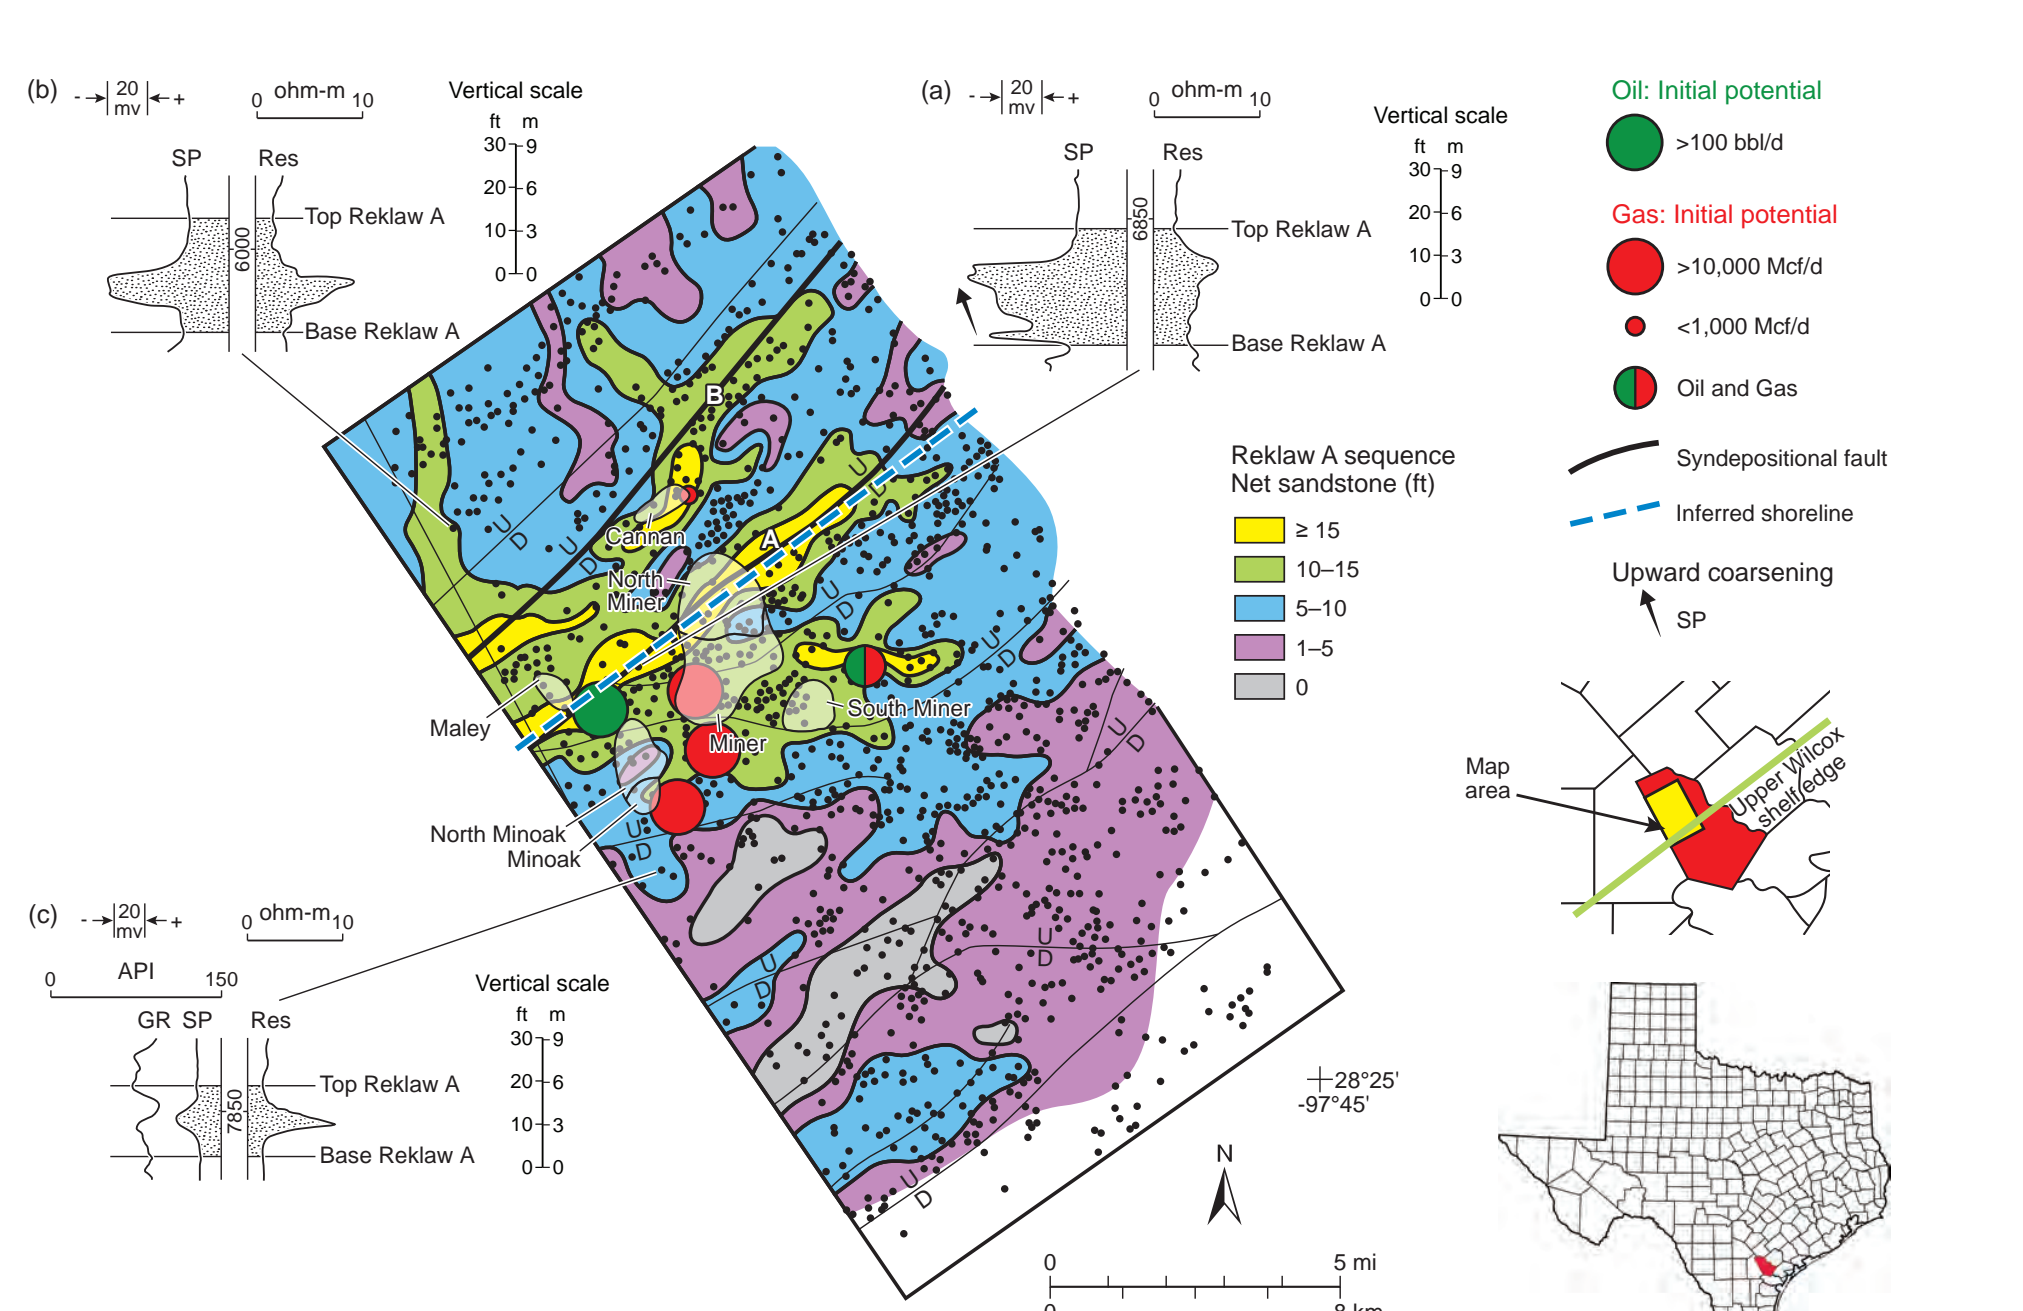 (b)
- 20 mv +
0 ohm-m 10
Vertical scale
ft m
30 9
20 6
10 3
0 0
SP Res
6000
Top Reklaw A
Base Reklaw A
(a)
- 20 mv +
0 ohm-m 10
Vertical scale
ft m
30 9
20 6
10 3
0 0
SP Res
6850
Top Reklaw A
Base Reklaw A
Oil: Initial potential
>100 bbl/d
Gas: Initial potential
>10,000 Mcf/d
<1,000 Mcf/d
Oil and Gas
Syndepositional fault
Inferred shoreline
Upward coarsening
SP
Reklaw A sequence
Net sandstone (ft)
≥ 15
10–15
5–10
1–5
0
B
A
U
D
U
D
U
D
U
D
U
D
U
D
U
D
U
D
U
D
U
D
Cannan
North
Miner
Maley
South Miner
Miner
North Minoak
Minoak
(c)
- 20 mv +
0 ohm-m 10
API
0 150
GR SP Res
7850
Top Reklaw A
Base Reklaw A
Vertical scale
ft m
30 9
20 6
10 3
0 0
Map
area
Upper Wilcox
shelf edge
28°25'
-97°45'
N
0 5 mi
0 8 km